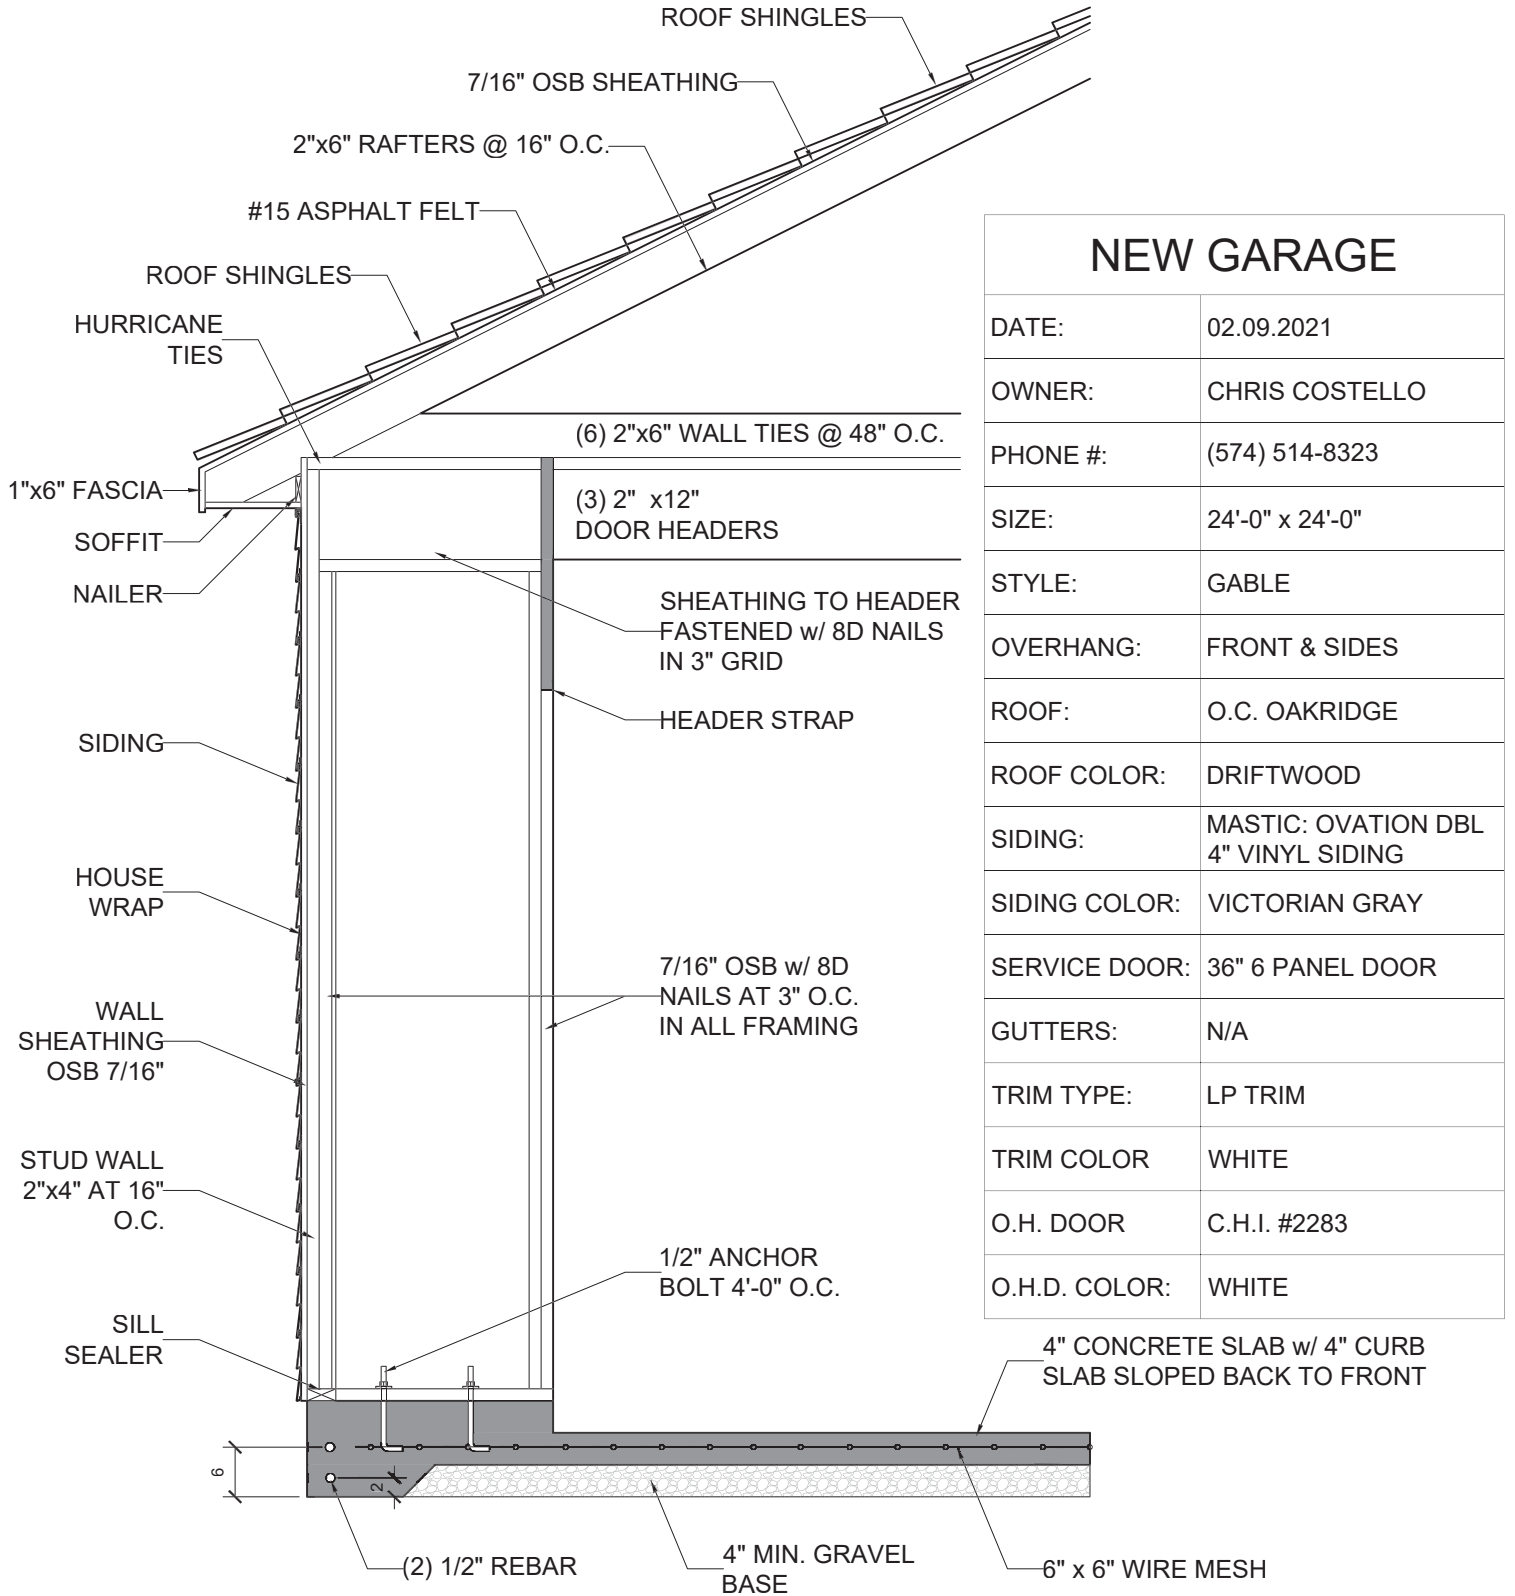 ROOF SHINGLES
7/16" OSB SHEATHING
2"x6" RAFTERS @ 16" O.C.
#15 ASPHALT FELT
ROOF SHINGLES
HURRICANE
TIES
(6) 2"x6" WALL TIES @ 48" O.C.
1"x6" FASCIA
(3) 2" x12"
DOOR HEADERS
SOFFIT
NAILER
SHEATHING TO HEADER
FASTENED w/ 8D NAILS
IN 3" GRID
HEADER STRAP
SIDING
HOUSE
WRAP
7/16" OSB w/ 8D
NAILS AT 3" O.C.
IN ALL FRAMING
WALL
SHEATHING
OSB 7/16"
STUD WALL
2"x4" AT 16"
O.C.
1/2" ANCHOR
BOLT 4'-0" O.C.
SILL
SEALER
NEW GARAGE
DATE: 02.09.2021
OWNER: CHRIS COSTELLO
PHONE #: (574) 514-8323
SIZE: 24'-0" x 24'-0"
STYLE: GABLE
OVERHANG: FRONT & SIDES
ROOF: O.C. OAKRIDGE
ROOF COLOR: DRIFTWOOD
SIDING: MASTIC: OVATION DBL
4" VINYL SIDING
SIDING COLOR: VICTORIAN GRAY
SERVICE DOOR: 36" 6 PANEL DOOR
GUTTERS: N/A
TRIM TYPE: LP TRIM
TRIM COLOR WHITE
O.H. DOOR C.H.I. #2283
O.H.D. COLOR: WHITE
4" CONCRETE SLAB w/ 4" CURB
SLAB SLOPED BACK TO FRONT
6
2
(2) 1/2" REBAR
4" MIN. GRAVEL
BASE
6" x 6" WIRE MESH